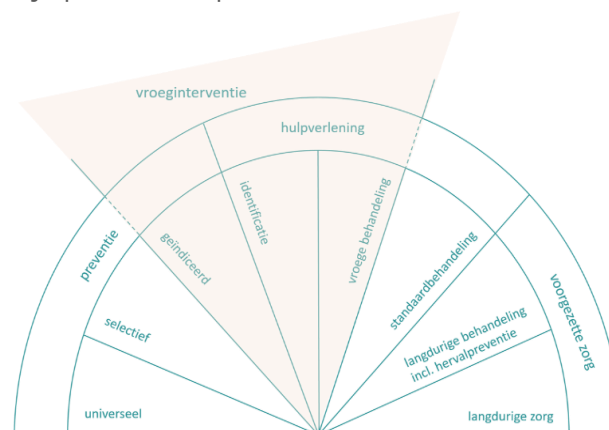 vroeginterventie
hulpverlening
preventie
voorgezette zorg
universeel
selectief
geïndiceerd
identificatie
vroege behandeling
standaardbehandeling
langdurige behandeling
incl. hervalpreventie
langdurige zorg